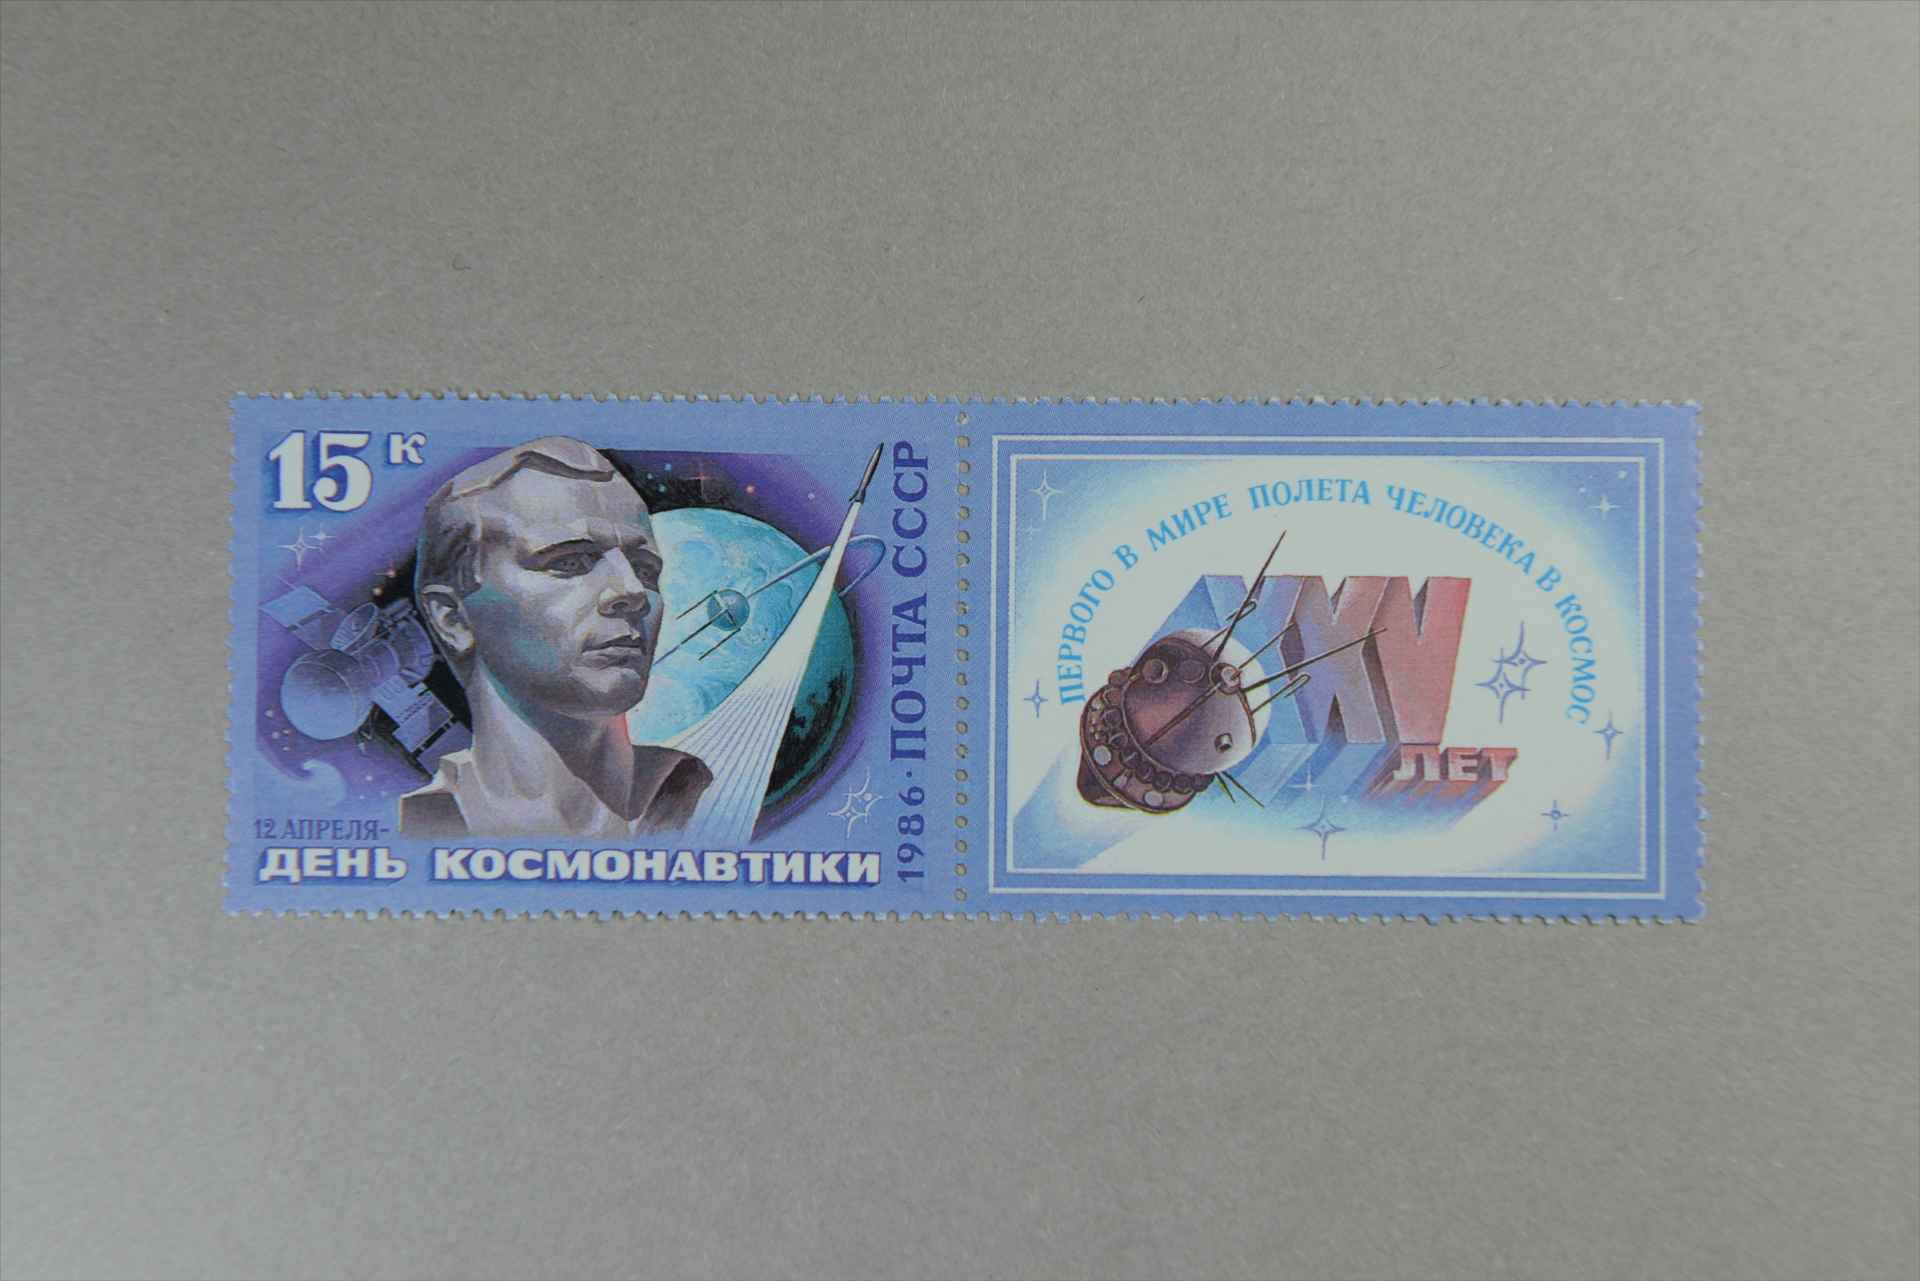 15 к
12 АПРЕЛЯ-
ДЕНЬ КОСМОНАВТИКИ
1986·ПОЧТА СССР
ПЕРВОГО В МИРЕ ПОЛЕТА ЧЕЛОВЕКА В КОСМОС
XXV
ЛЕТ